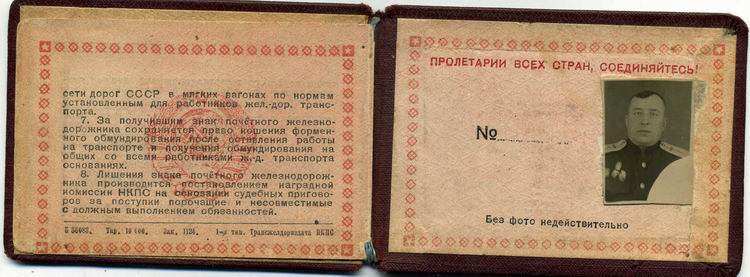 сети дорог СССР в мягких вагонах по нормам
установленным для работников жел.-дор. транс-
порта.
7. За получившим знак почетного железно-
дорожника сохраняется право ношения формен-
ного обмундирования после оставления работы
на транспорте и получения обмундирования на
общих со всеми работниками ж.-д. транспорта
основаниях.
8. Лишения знака почетного железнодорожника
производится постановлением наградной
комиссии НКПС на основании судебных пригово-
ров за поступки порочащие и несовместимые
с должным выполнением обязанностей.
Тир. 10 000. Зак. 1124. 1-я тип. Трансжелдориздата НКПС
ПРОЛЕТАРИИ ВСЕХ СТРАН, СОЕДИНЯЙТЕСЬ!
№
Без фото недействительно